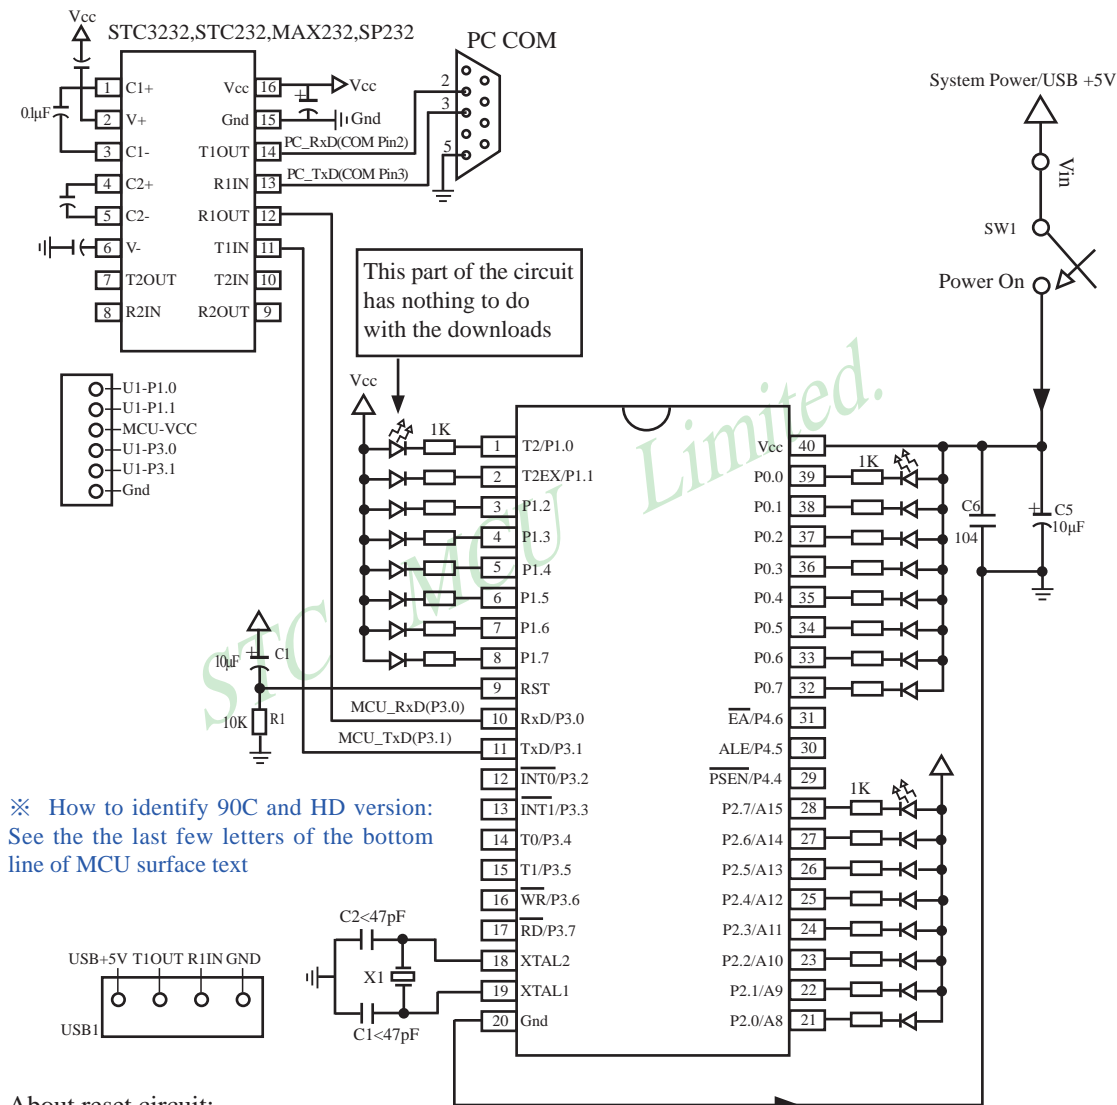 Vcc
STC3232,STC232,MAX232,SP232
PC COM
System Power/USB +5V
1 C1+
Vcc 16
Vcc
0.1μF
+
2 V+
Gnd 15
Gnd
3 C1-
T1OUT 14
PC_RxD(COM Pin2)
2
3
5
4 C2+
R1IN 13
PC_TxD(COM Pin3)
5 C2-
R1OUT 12
6 V-
T1IN 11
7 T2OUT
T2IN 10
8 R2IN
R2OUT 9
Vin
SW1
Power On
This part of the circuit
has nothing to do
with the downloads
U1-P1.0
U1-P1.1
MCU-VCC
U1-P3.0
U1-P3.1
Gnd
Vcc
1K
1 T2/P1.0
2 T2EX/P1.1
3 P1.2
4 P1.3
5 P1.4
6 P1.5
7 P1.6
8 P1.7
9 RST
10 RxD/P3.0
11 TxD/P3.1
12 INT0/P3.2
13 INT1/P3.3
14 T0/P3.4
15 T1/P3.5
16 WR/P3.6
17 RD/P3.7
18 XTAL2
19 XTAL1
20 Gnd
Vcc 40
P0.0 39
1K
P0.1 38
P0.2 37
P0.3 36
P0.4 35
P0.5 34
P0.6 33
P0.7 32
EA/P4.6 31
ALE/P4.5 30
PSEN/P4.4 29
P2.7/A15 28
1K
P2.6/A14 27
P2.5/A13 26
P2.4/A12 25
P2.3/A11 24
P2.2/A10 23
P2.1/A9 22
P2.0/A8 21
C6
104
+ C5
10μF
STC MCU Limited.
10μF + C1
10K R1
MCU_RxD(P3.0)
MCU_TxD(P3.1)
※ How to identify 90C and HD version:
See the the last few letters of the bottom
line of MCU surface text
C2<47pF
X1
C1<47pF
USB+5V T1OUT R1IN GND
USB1
About reset circuit: